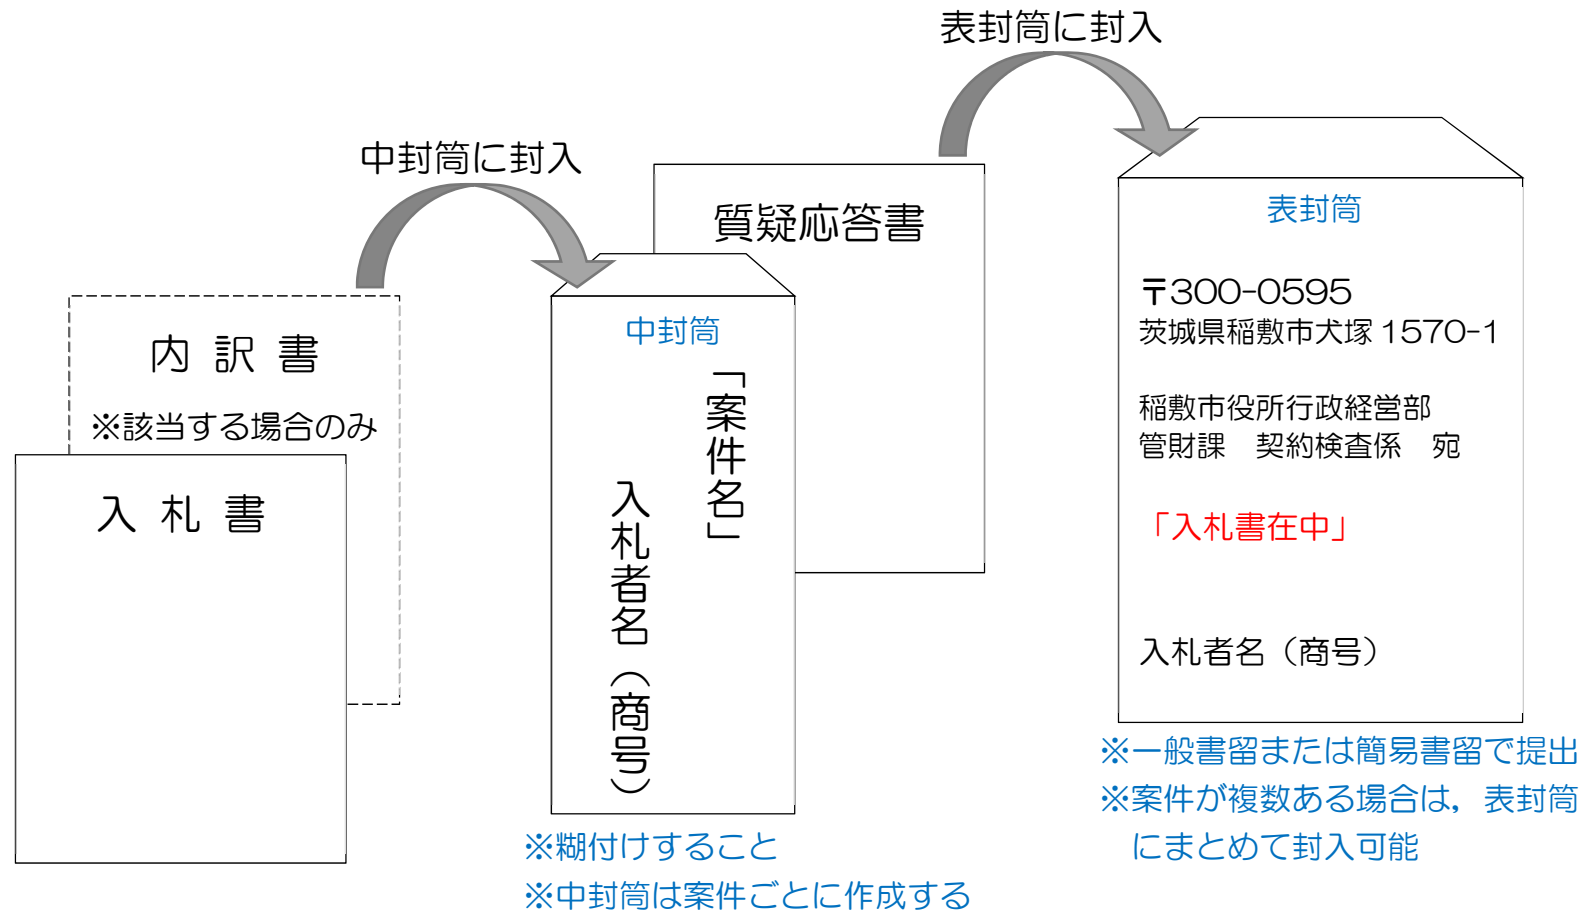 表封筒に封入
中封筒に封入
内 訳 書
※該当する場合のみ
入 札 書
質疑応答書
中封筒
「案件名」
入札者名（商号）
※糊付けすること
※中封筒は案件ごとに作成する
表封筒
〒300-0595
茨城県稲敷市犬塚 1570-1
稲敷市役所行政経営部
管財課　契約検査係　宛
「入札書在中」
入札者名（商号）
※一般書留または簡易書留で提出
※案件が複数ある場合は，表封筒
にまとめて封入可能